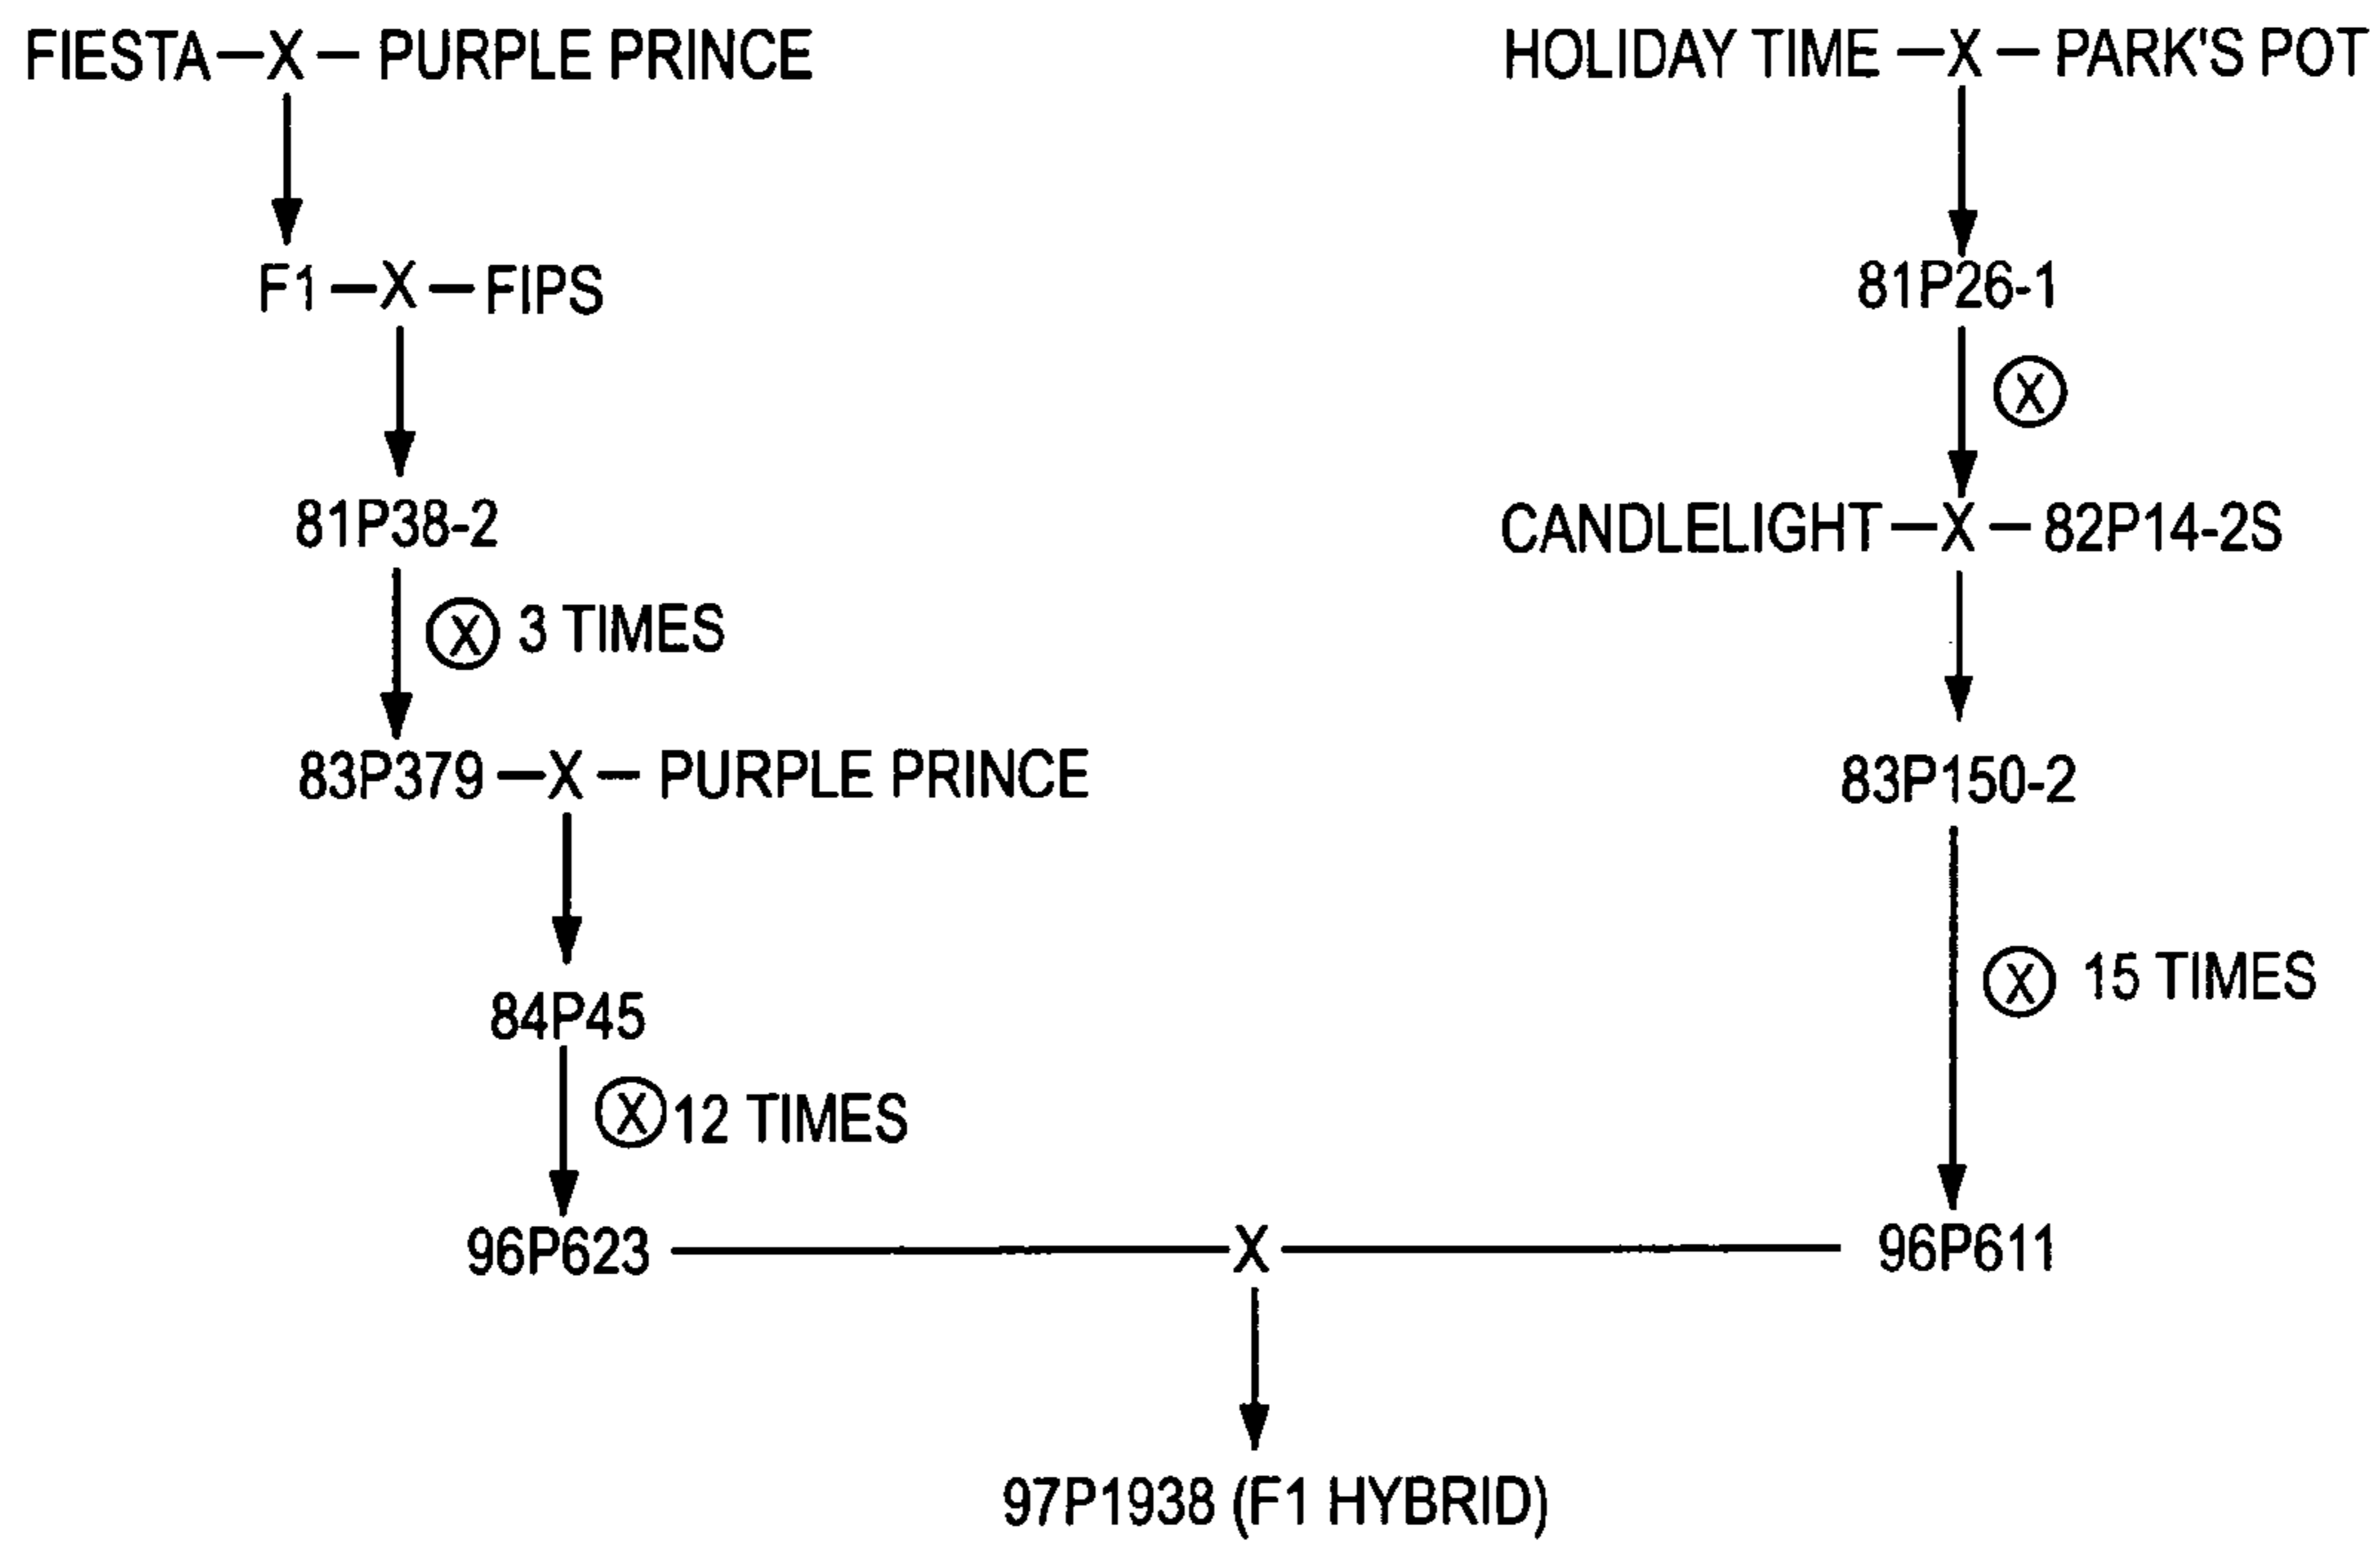 FIESTA—X—PURPLE PRINCE
HOLIDAY TIME—X—PARK'S POT
F1—X—FIPS
81P26-1
X
81P38-2
CANDLELIGHT—X—82P14-2S
X 3 TIMES
83P379—X—PURPLE PRINCE
83P150-2
X 15 TIMES
84P45
X 12 TIMES
96P623 X 96P611
97P1938 (F1 HYBRID)